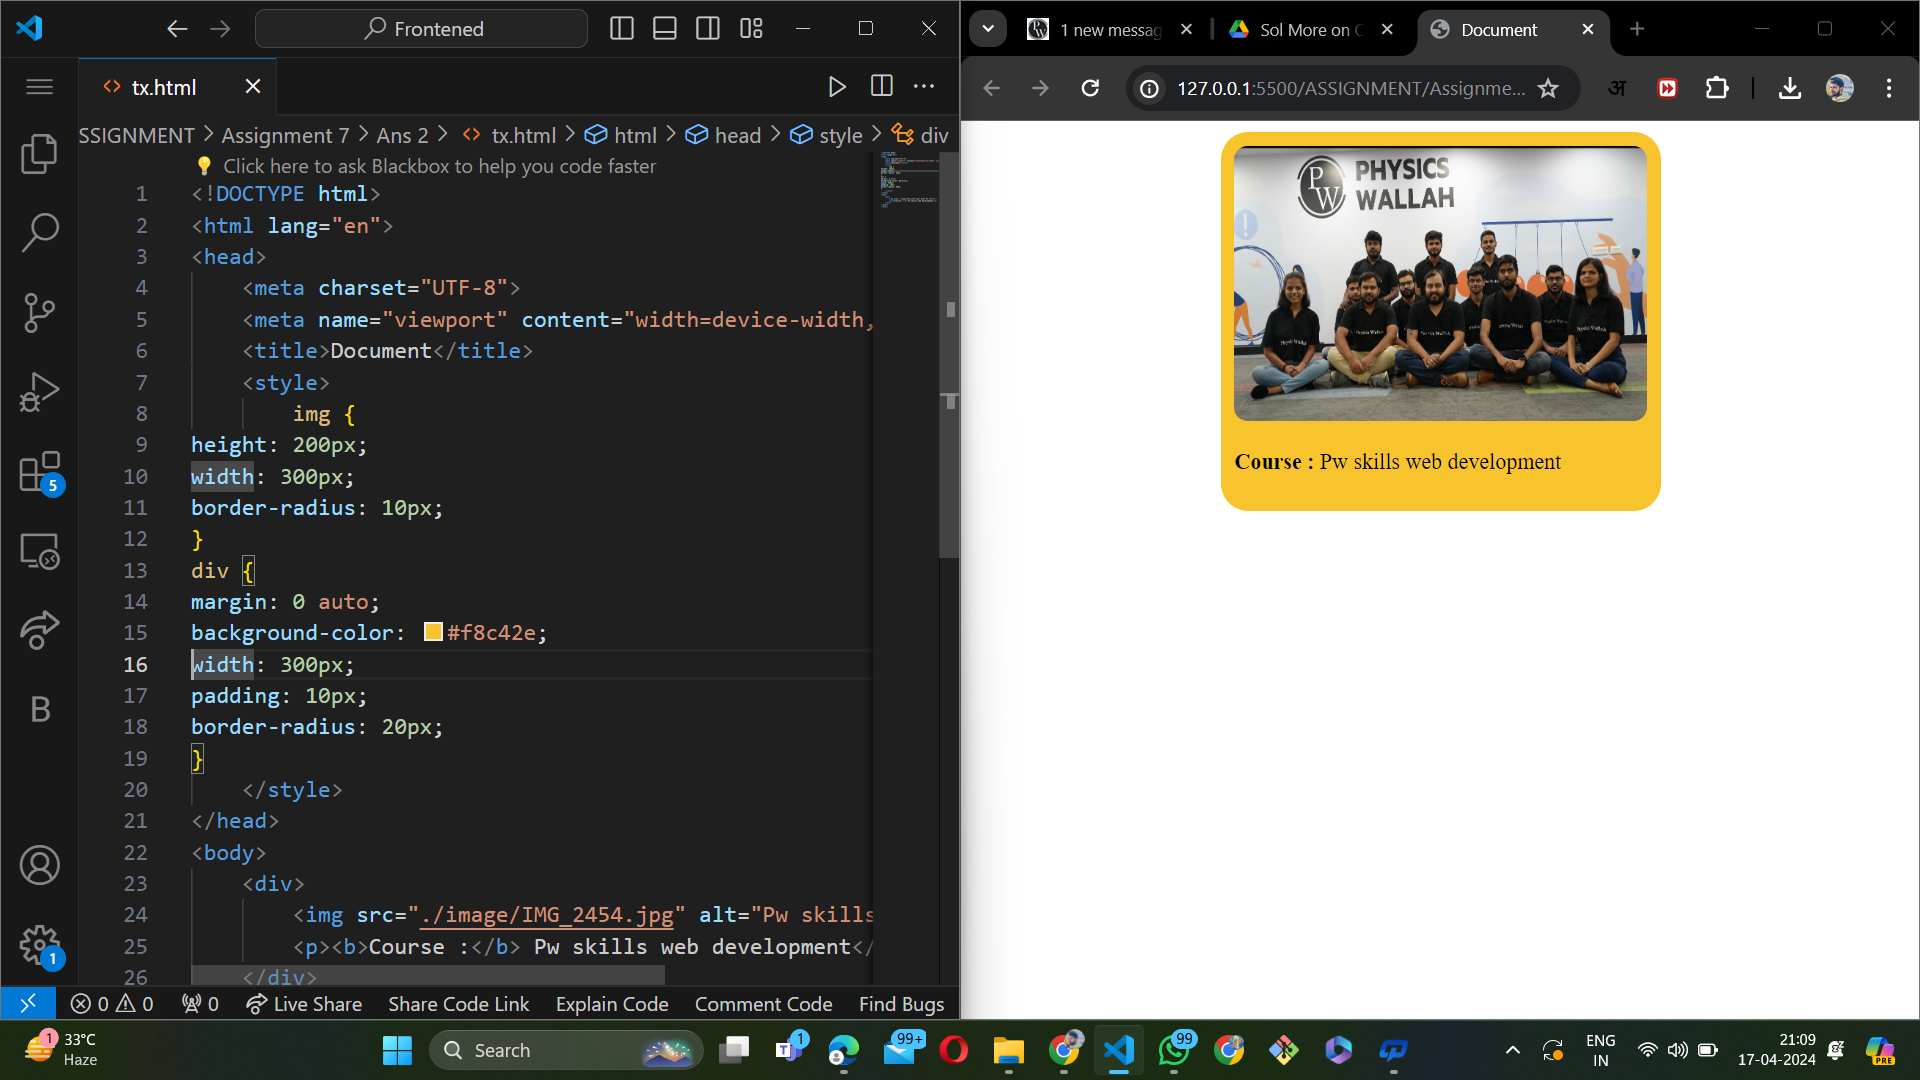 Frontened
tx.html
SSIGNMENT > Assignment 7 > Ans 2 > tx.html > html > head > style > div
Click here to ask Blackbox to help you code faster
1 <!DOCTYPE html>
2 <html lang="en">
3 <head>
4 <meta charset="UTF-8">
5 <meta name="viewport" content="width=device-width,
6 <title>Document</title>
7 <style>
8 img {
9 height: 200px;
10 width: 300px;
11 border-radius: 10px;
12 }
13 div {
14 margin: 0 auto;
15 background-color: #f8c42e;
16 width: 300px;
17 padding: 10px;
18 border-radius: 20px;
19 }
20 </style>
21 </head>
22 <body>
23 <div>
24 <img src="./image/IMG_2454.jpg" alt="Pw skills
25 <p><b>Course :</b> Pw skills web development</
26 </div>
5
B
1
0 0 0 Live Share Share Code Link Explain Code Comment Code Find Bugs
1 new messag
Sol More on
Document
127.0.0.1:5500/ASSIGNMENT/Assignme...
अ
PW
PHYSICS
WALLAH
Course : Pw skills web development
1
33°C
Haze
Search
1
99+
99
ENG
IN
21:09
17-04-2024
PRE